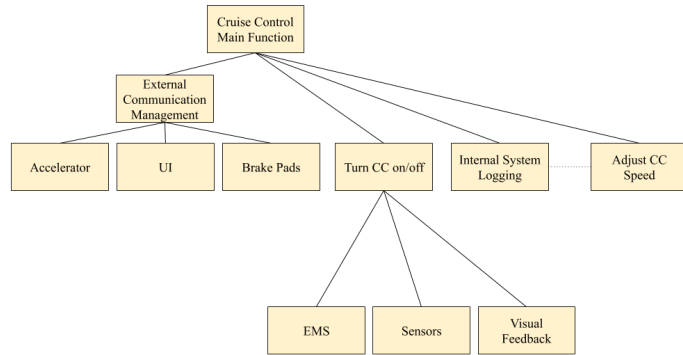 Cruise Control
Main Function
External
Communication
Management
Accelerator
UI
Brake Pads
Turn CC on/off
Internal System
Logging
Adjust CC
Speed
EMS
Sensors
Visual
Feedback